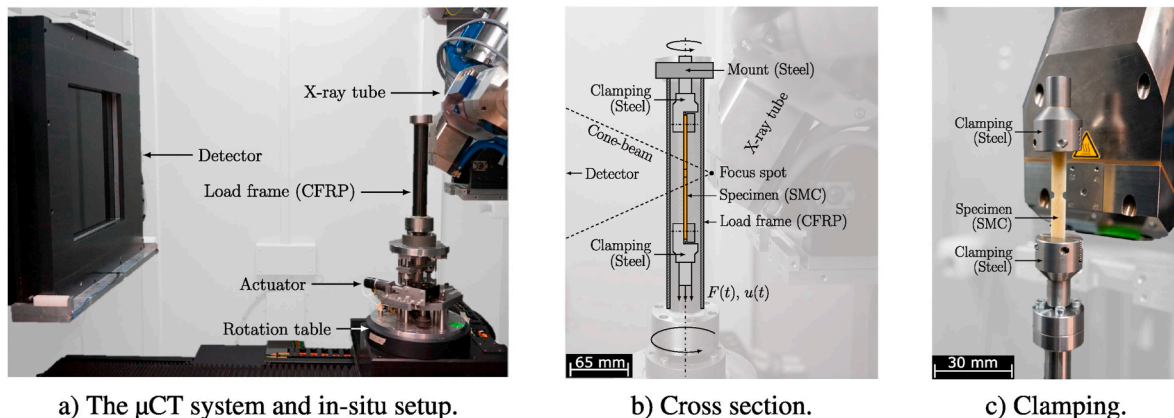 X-ray tube
Detector
Load frame (CFRP)
Actuator
Rotation table
a) The µCT system and in-situ setup.
Mount (Steel)
Clamping
(Steel)
X-ray tube
Cone-beam
Detector
Focus spot
Specimen (SMC)
Load frame (CFRP)
Clamping
(Steel)
F(t), u(t)
65 mm
b) Cross section.
Clamping
(Steel)
Specimen
(SMC)
Clamping
(Steel)
30 mm
c) Clamping.